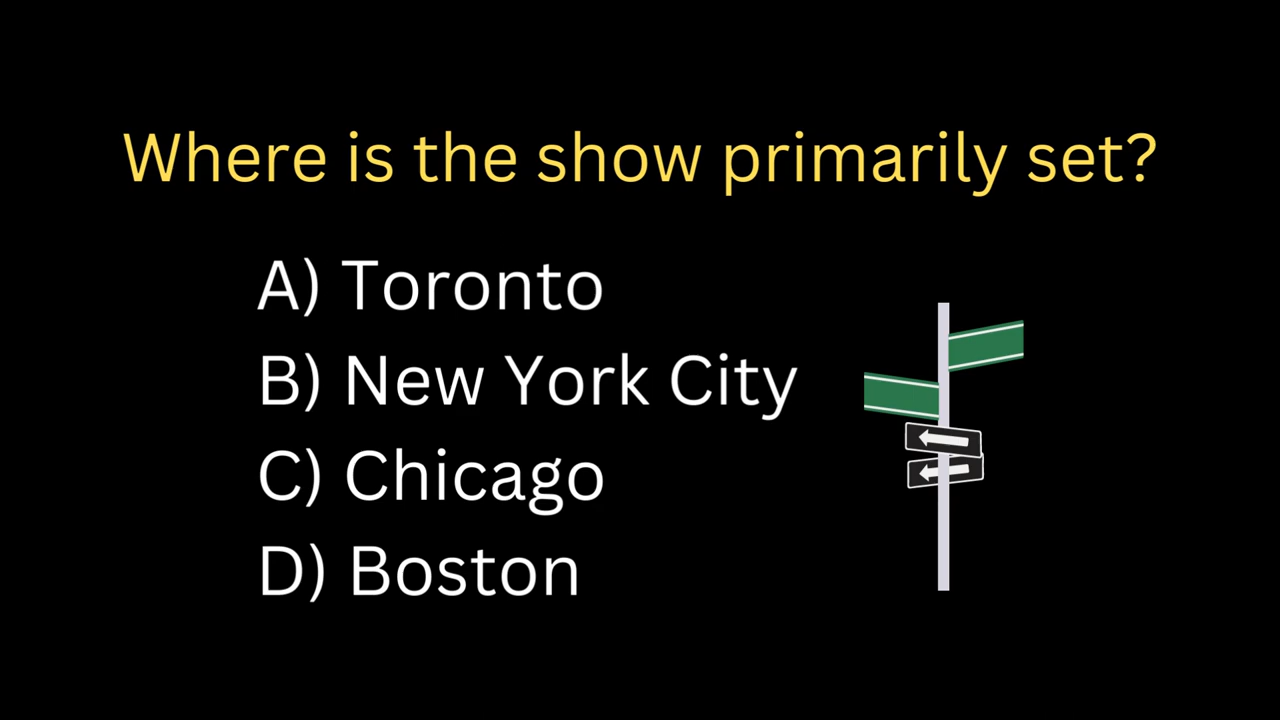 Where is the show primarily set?
A) Toronto
B) New York City
C) Chicago
D) Boston